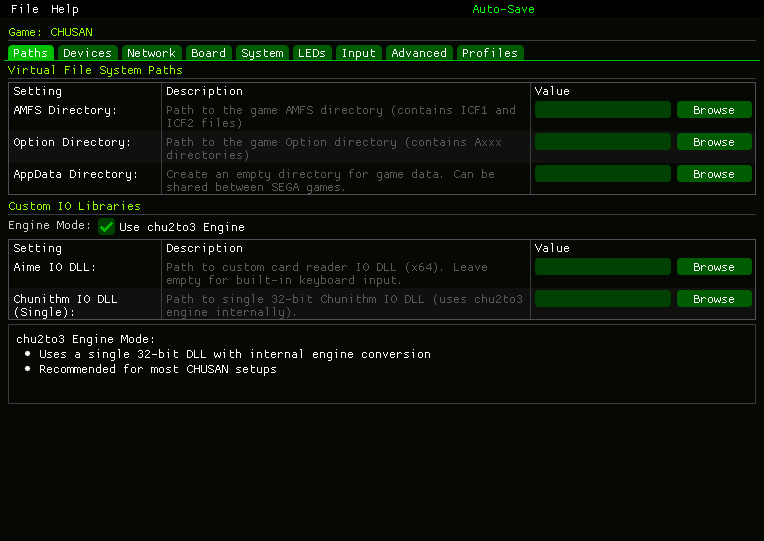 File Help Auto-Save
Game: CHUSAN
Paths Devices Network Board System LEDs Input Advanced Profiles
Virtual File System Paths
Setting Description Value
AMFS Directory: Path to the game AMFS directory (contains ICF1 and Browse
ICF2 files)
Option Directory: Path to the game Option directory (contains Axxx Browse
directories)
AppData Directory: Create an empty directory for game data. Can be Browse
shared between SEGA games.
Custom IO Libraries
Engine Mode: Use chu2to3 Engine
Setting Description Value
Aime IO DLL: Path to custom card reader IO DLL (x64). Leave Browse
empty for built-in keyboard input.
Chunithm IO DLL Path to single 32-bit Chunithm IO DLL (uses chu2to3 Browse
(Single): engine internally).
chu2to3 Engine Mode:
• Uses a single 32-bit DLL with internal engine conversion
• Recommended for most CHUSAN setups